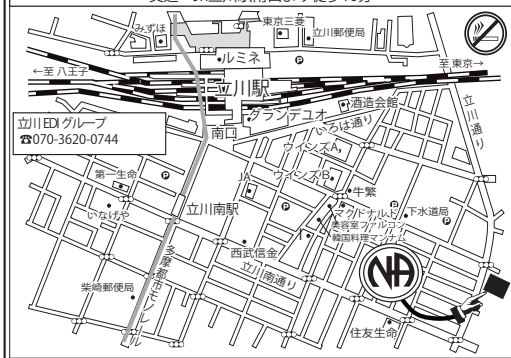 みずほ
東京三菱
立川郵便局
ルミネ
P
←至 八王子
至 東京→
立川駅
グランデュオ
酒造会館
立川通り
いろは通り
南口
立川 EDI グループ
☎070-3620-0744
ウインズA
ウインズB
第一生命
P
JA
P
牛繁
いなげや
立川南駅
P
マクドナルド
下水道局
美容室ファルコン
韓国料理マンナム
西武信金
立川南通り
多摩都市モノレール
NA
柴崎郵便局
住友生命